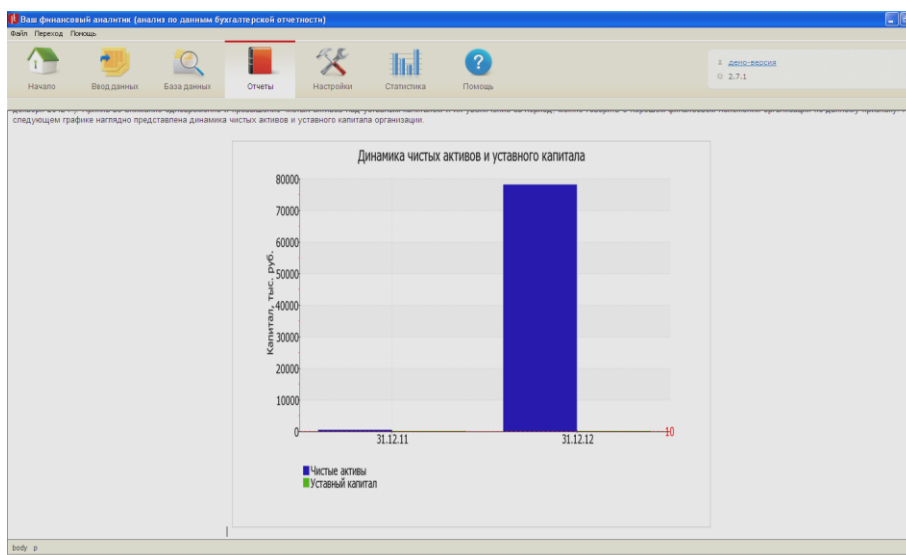 Ваш финансовый аналитик (анализ по данным бухгалтерской отчетности)
Файл Переход Помощь
Начало Ввод данных База данных Отчеты Настройки Статистика Помощь
демо-версия
2.7.1
следующем графике наглядно представлена динамика чистых активов и уставного капитала организации.
Динамика чистых активов и уставного капитала
Капитал, тыс. руб.
80000
70000
60000
50000
40000
30000
20000
10000
0
10
31.12.11 31.12.12
Чистые активы
Уставный капитал
body p